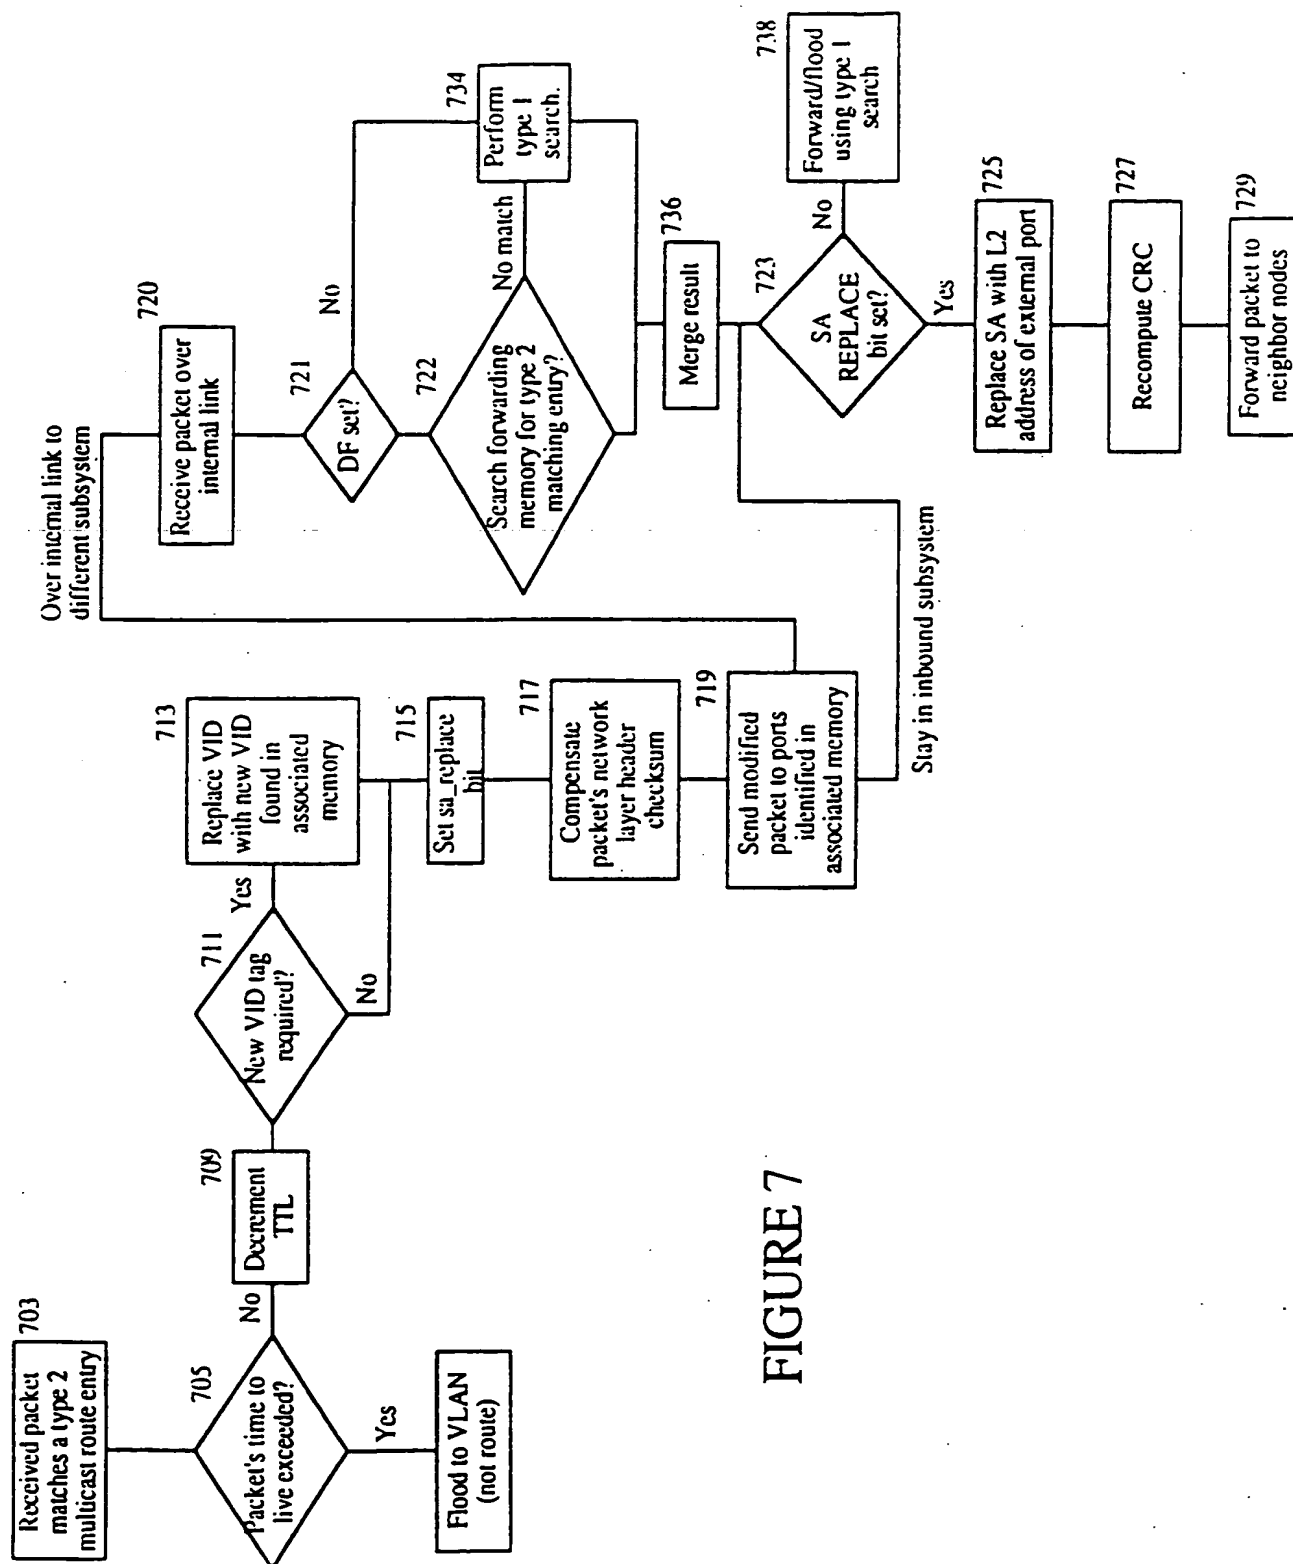 703
Received packet
matches a type 2
multicast route entry
705
Packet's time to
live exceeded?
Yes
Flood to VLAN
(not route)
No
709
Decrement
TTL
711
New VID tag
required?
Yes
No
713
Replace VID
with new VID
found in
associated
memory
715
Set sa_replace
bit
717
Compensate
packet's network
layer header
checksum
719
Send modified
packet to ports
identified in
associated memory
Over internal link to
different subsystem
Stay in inbound subsystem
720
Receive packet over
internal link
721
DF set?
No
722
Search forwarding
memory for type 2
matching entry?
No match
734
Perform
type 1
search.
736
Merge result
723
SA
REPLACE
bit set?
No
738
Forward/flood
using type 1
search
Yes
725
Replace SA with L2
address of external port
727
Recompute CRC
729
Forward packet to
neighbor nodes
FIGURE 7